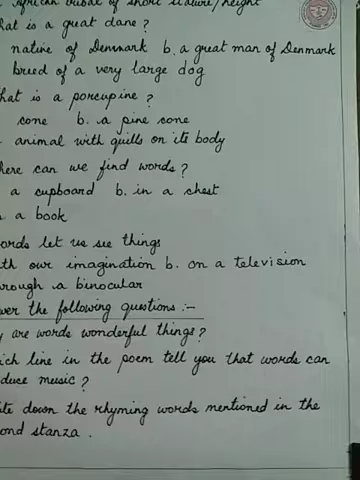 African tribal of short stature/height
hat is a great dane?
native of Denmark b. a great man of Denmark
breed of a very large dog
hat is a porcupine?
cone b. a pine cone
animal with quills on its body
here can we find words?
a cupboard b. in a chest
a book
ords let us see things
th our imagination b. on a television
rough a binocular
wer the following questions :-
y are words wonderful things?
ich line in the poem tell you that words can
duce music?
te down the rhyming words mentioned in the
ond stanza.